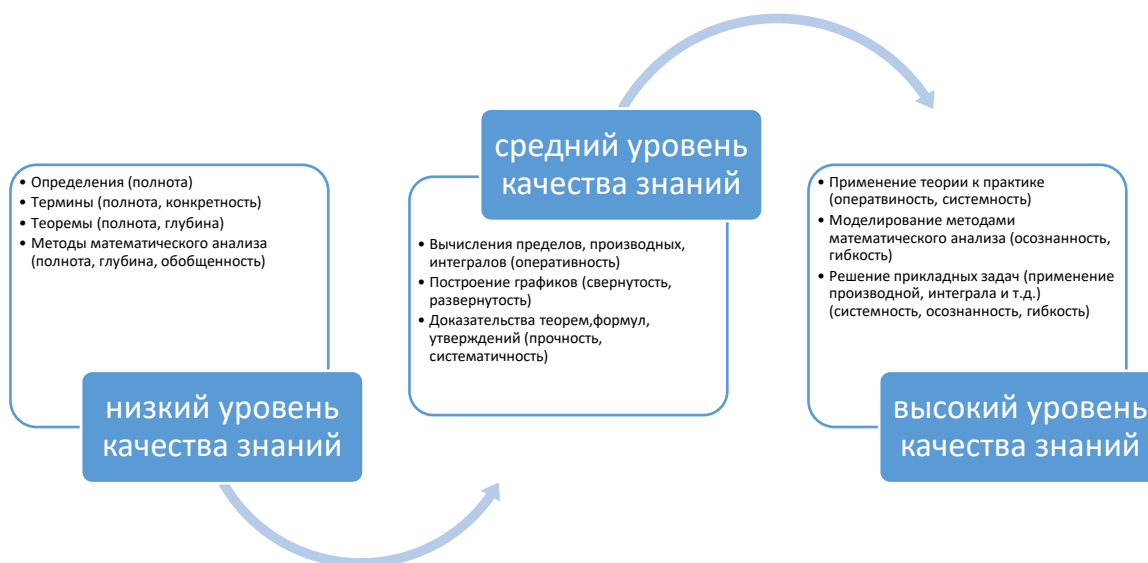 • Определения (полнота)
• Термины (полнота, конкретность)
• Теоремы (полнота, глубина)
• Методы математического анализа
(полнота, глубина, обобщенность)
низкий уровень
качества знаний
средний уровень
качества знаний
• Вычисления пределов, производных,
интегралов (оперативность)
• Построение графиков (свернутость,
развернутость)
• Доказательства теорем,формул,
утверждений (прочность,
систематичность)
• Применение теории к практике
(оператвиность, системность)
• Моделирование методами
математического анализа (осознанность,
гибкость)
• Решение прикладных задач (применение
производной, интеграла и т.д.)
(системность, осознанность, гибкость)
высокий уровень
качества знаний